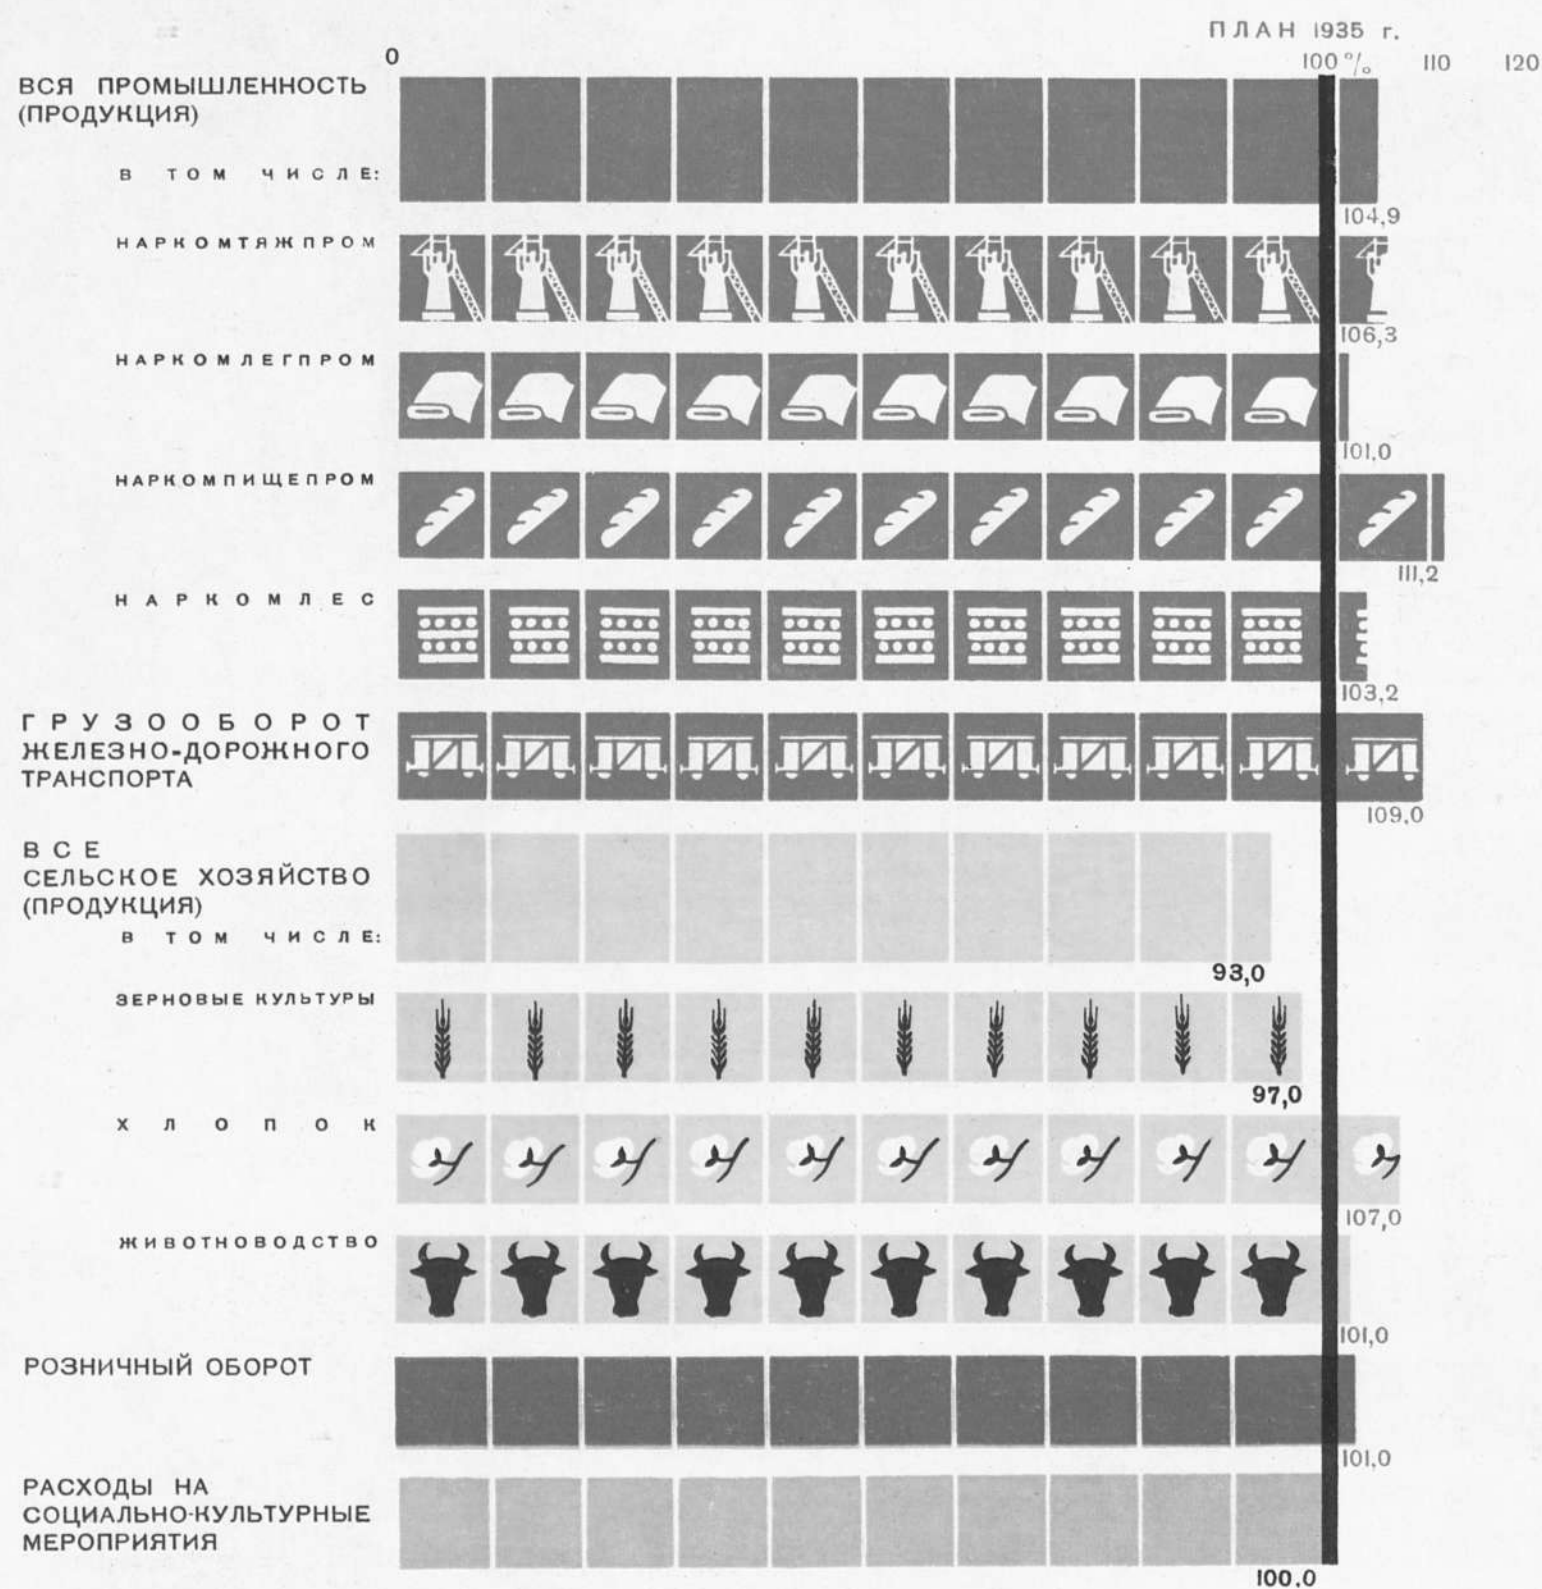 ПЛАН 1935 г.
0 100% 110 120
ВСЯ ПРОМЫШЛЕННОСТЬ
(ПРОДУКЦИЯ)
В ТОМ ЧИСЛЕ:
104,9
НАРКОМТЯЖПРОМ
106,3
НАРКОМЛЕГПРОМ
101,0
НАРКОМПИЩЕПРОМ
111,2
НАРКОМЛЕС
103,2
ГРУЗООБОРОТ
ЖЕЛЕЗНО-ДОРОЖНОГО
ТРАНСПОРТА
109,0
ВСЕ
СЕЛЬСКОЕ ХОЗЯЙСТВО
(ПРОДУКЦИЯ)
В ТОМ ЧИСЛЕ:
93,0
ЗЕРНОВЫЕ КУЛЬТУРЫ
97,0
ХЛОПОК
107,0
ЖИВОТНОВОДСТВО
101,0
РОЗНИЧНЫЙ ОБОРОТ
101,0
РАСХОДЫ НА
СОЦИАЛЬНО-КУЛЬТУРНЫЕ
МЕРОПРИЯТИЯ
100.0